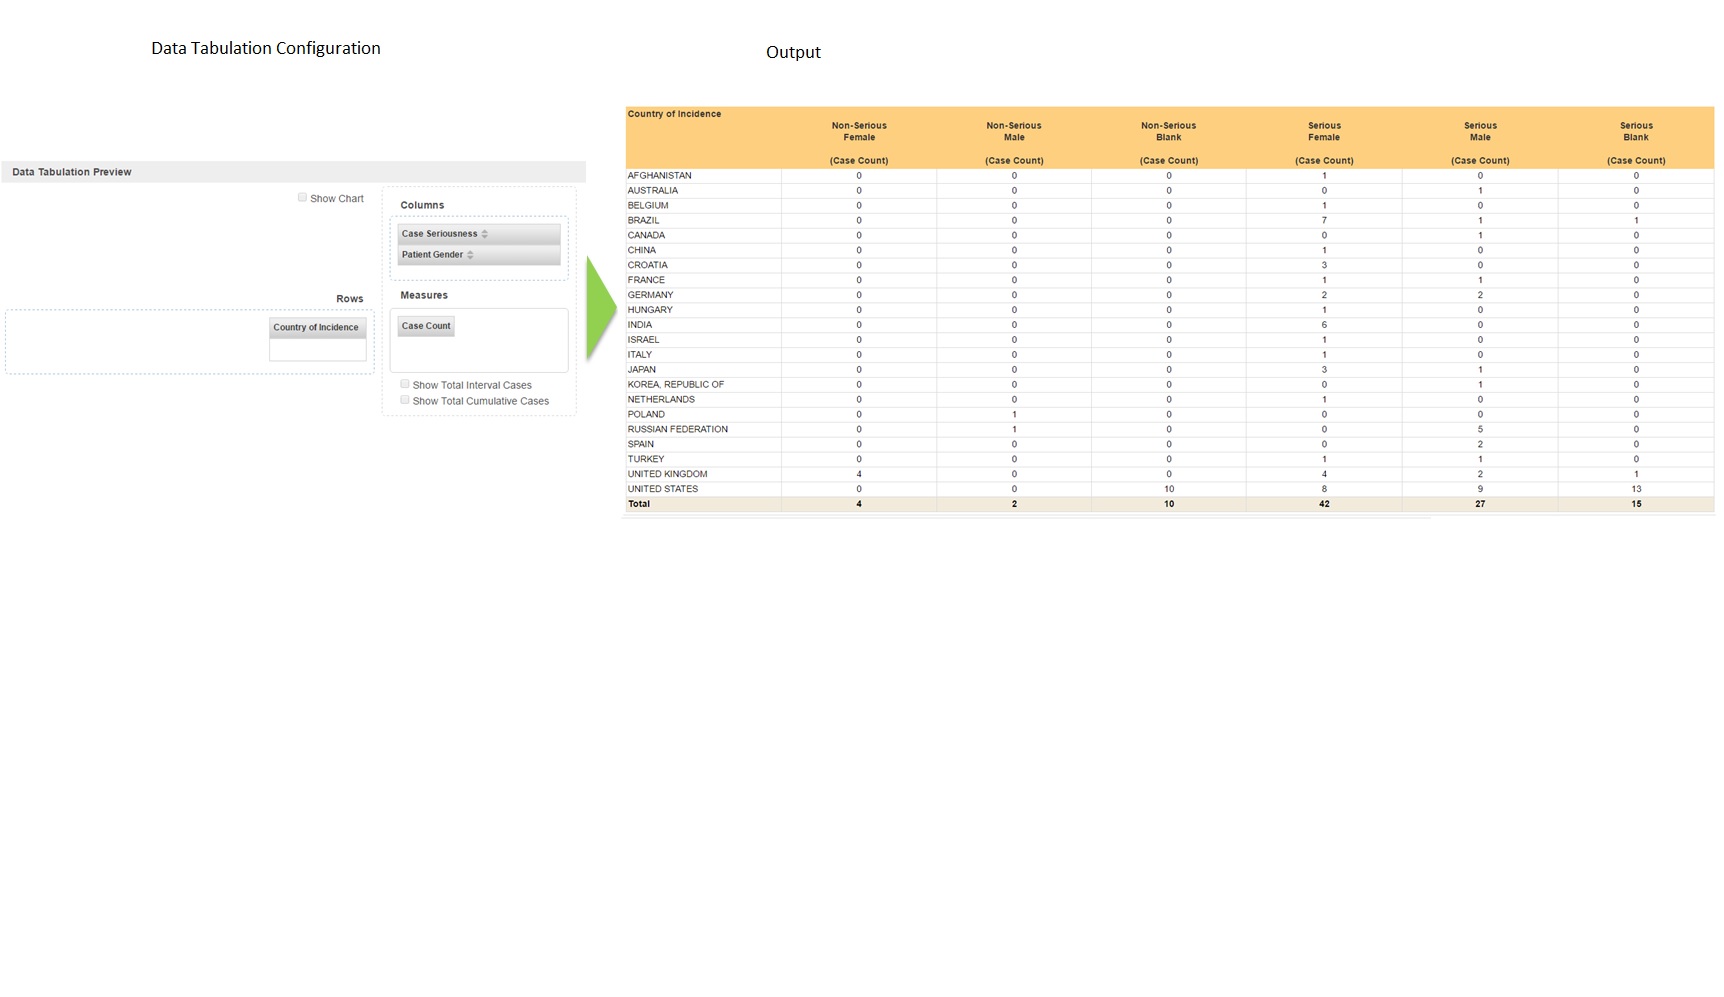 Data Tabulation Configuration
Output
Data Tabulation Preview
Show Chart
Columns
Case Seriousness
Patient Gender
Rows
Country of Incidence
Measures
Case Count
Show Total Interval Cases
Show Total Cumulative Cases
Country of Incidence
Non-Serious Non-Serious Non-Serious Serious Serious Serious
Female Male Blank Female Male Blank
(Case Count) (Case Count) (Case Count) (Case Count) (Case Count) (Case Count)
AFGHANISTAN 0 0 0 1 0 0
AUSTRALIA 0 0 0 0 1 0
BELGIUM 0 0 0 1 0 0
BRAZIL 0 0 0 7 1 1
CANADA 0 0 0 0 1 0
CHINA 0 0 0 1 0 0
CROATIA 0 0 0 3 0 0
FRANCE 0 0 0 1 1 0
GERMANY 0 0 0 2 2 0
HUNGARY 0 0 0 1 0 0
INDIA 0 0 0 6 0 0
ISRAEL 0 0 0 1 0 0
ITALY 0 0 0 1 0 0
JAPAN 0 0 0 3 1 0
KOREA, REPUBLIC OF 0 0 0 0 1 0
NETHERLANDS 0 0 0 1 0 0
POLAND 0 1 0 0 0 0
RUSSIAN FEDERATION 0 1 0 0 5 0
SPAIN 0 0 0 0 2 0
TURKEY 0 0 0 1 1 0
UNITED KINGDOM 4 0 0 4 2 1
UNITED STATES 0 0 10 8 9 13
Total 4 2 10 42 27 15